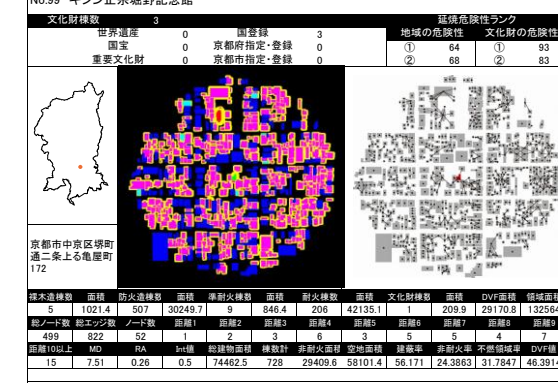 No.99 キンシ正宗堀野記念館
文化財棟数 3 延焼危険性ランク
世界遺産 0 国登録 3 地域の危険性 文化財の危険性
国宝 0 京都府指定・登録 0 ① 64 ① 93
重要文化財 0 京都市指定・登録 0 ② 68 ② 83
京都市中京区堺町
通二条上る亀屋町
172
裸木造棟数 面積 防火造棟数 面積 準耐火棟数 面積 耐火棟数 面積 文化財棟数 面積 DVF面積 領域面積
5 1021.4 507 30249.7 9 846.4 206 42135.1 1 209.9 29170.8 132564
総ノード数 総エッジ数 ノード数 距離1 距離2 距離3 距離4 距離5 距離6 距離7 距離8 距離9
499 822 52 1 2 3 6 3 5 5 4 7
距離10以上 MD RA Int値 総建物面積 棟数計 非耐火面積 空地面積 建蔽率 非耐火率 不燃領域率 DVF率
15 7.51 0.26 0.5 74462.5 728 29409.6 58101.4 56.171 24.3863 31.7847 46.3914